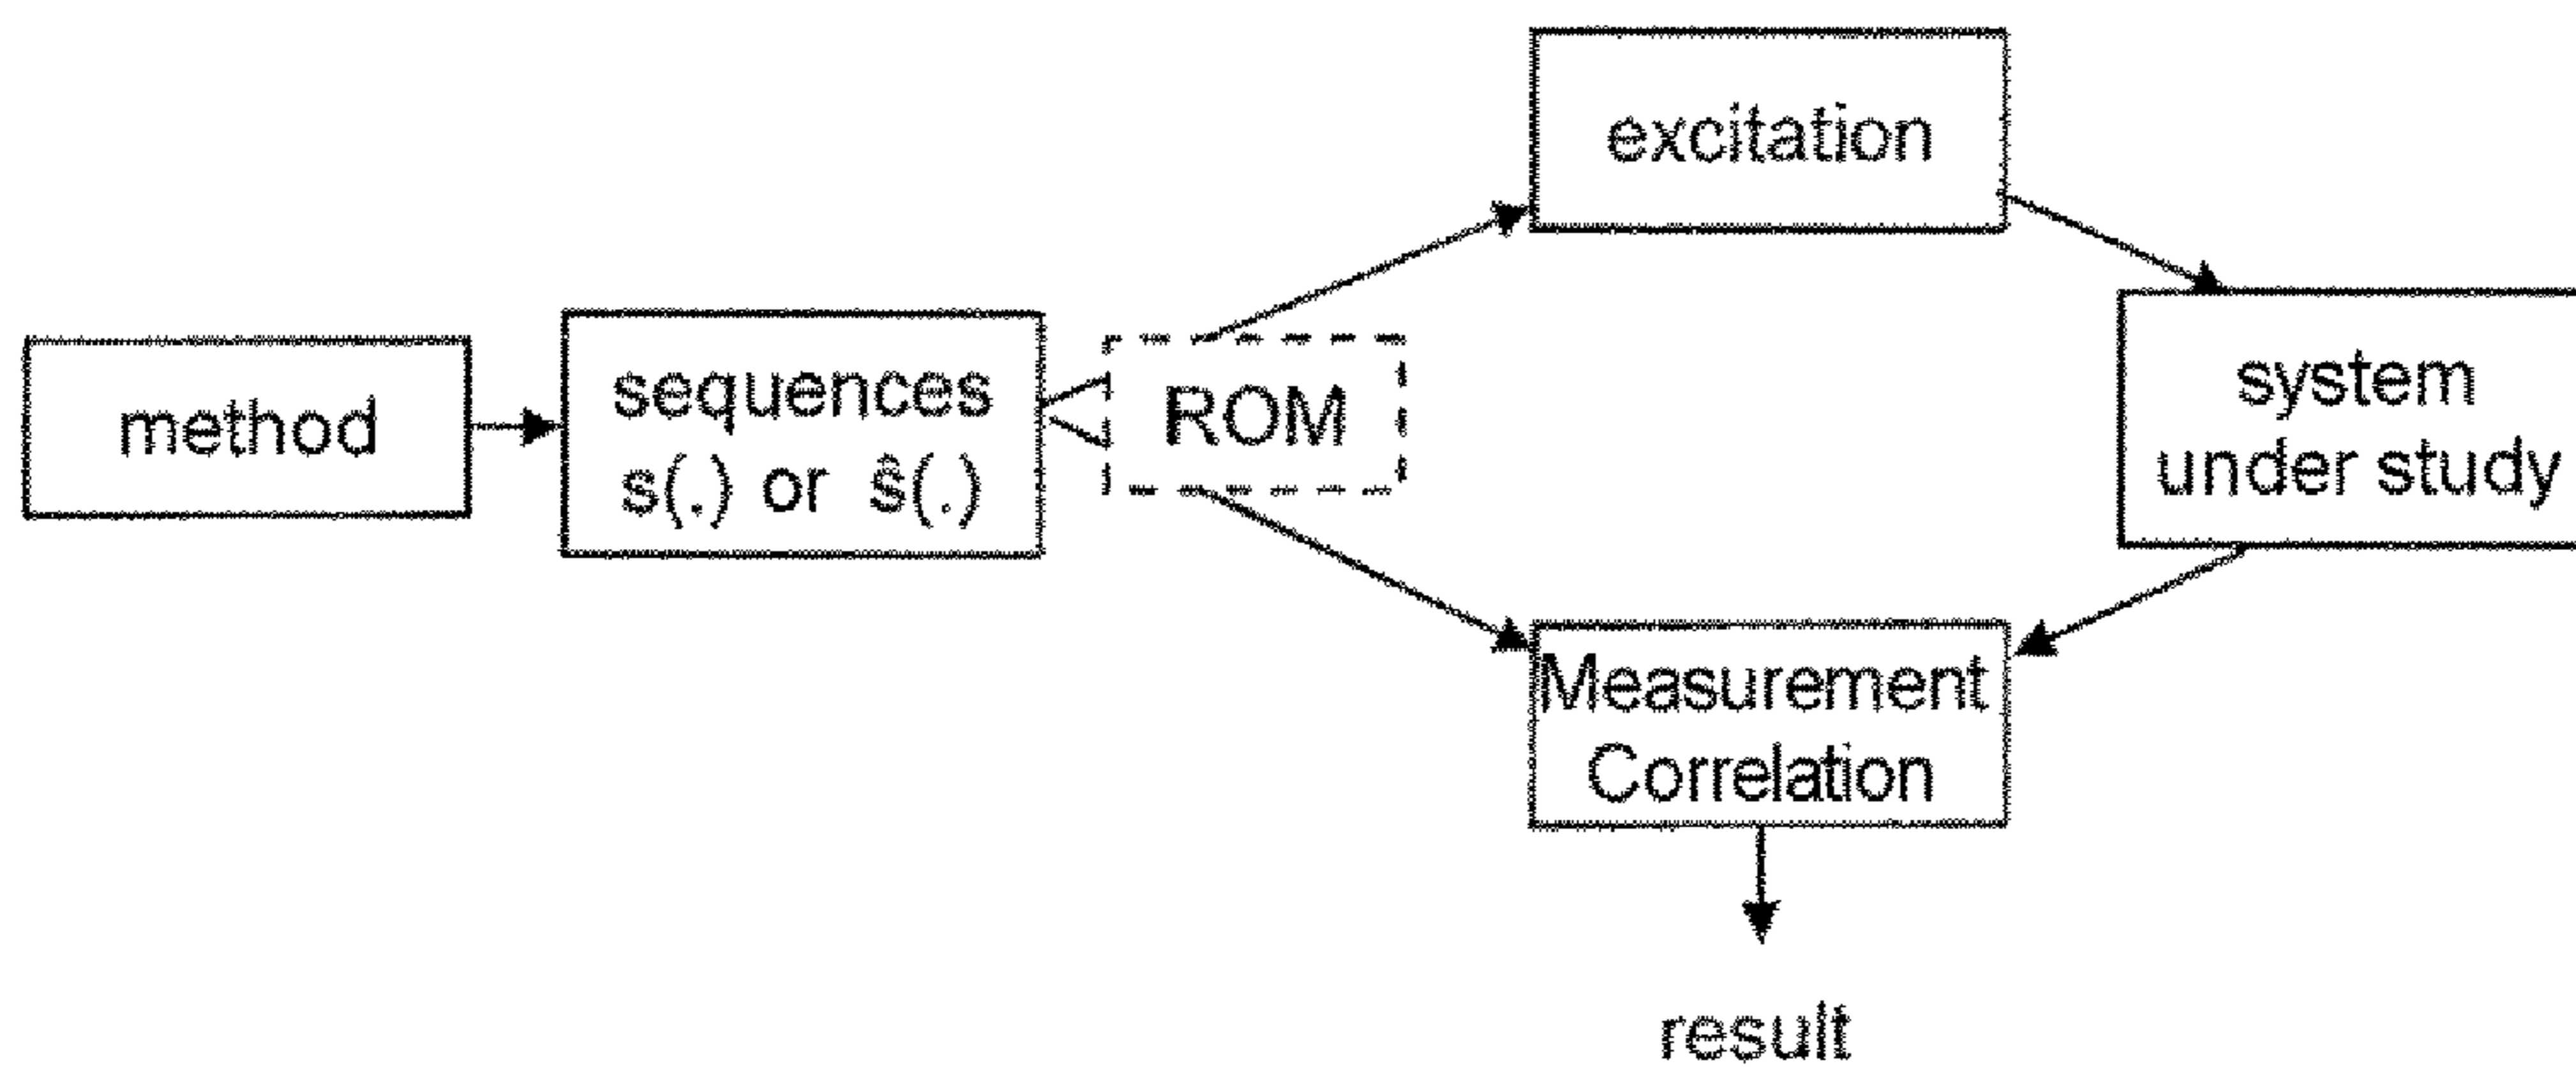 excitation
method
sequences
s(.) or ŝ(.)
ROM
system
under study
Measurement
Correlation
result